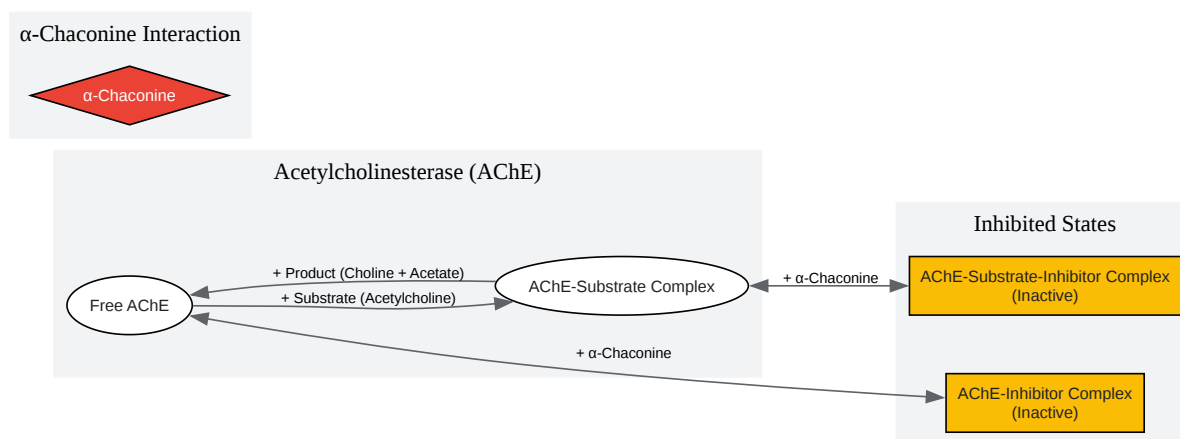 α-Chaconine Interaction
α-Chaconine
Acetylcholinesterase (AChE)
Inhibited States
+ Product (Choline + Acetate)
AChE-Substrate Complex
+ α-Chaconine
AChE-Substrate-Inhibitor Complex
(Inactive)
Free AChE
+ Substrate (Acetylcholine)
+ α-Chaconine
AChE-Inhibitor Complex
(Inactive)